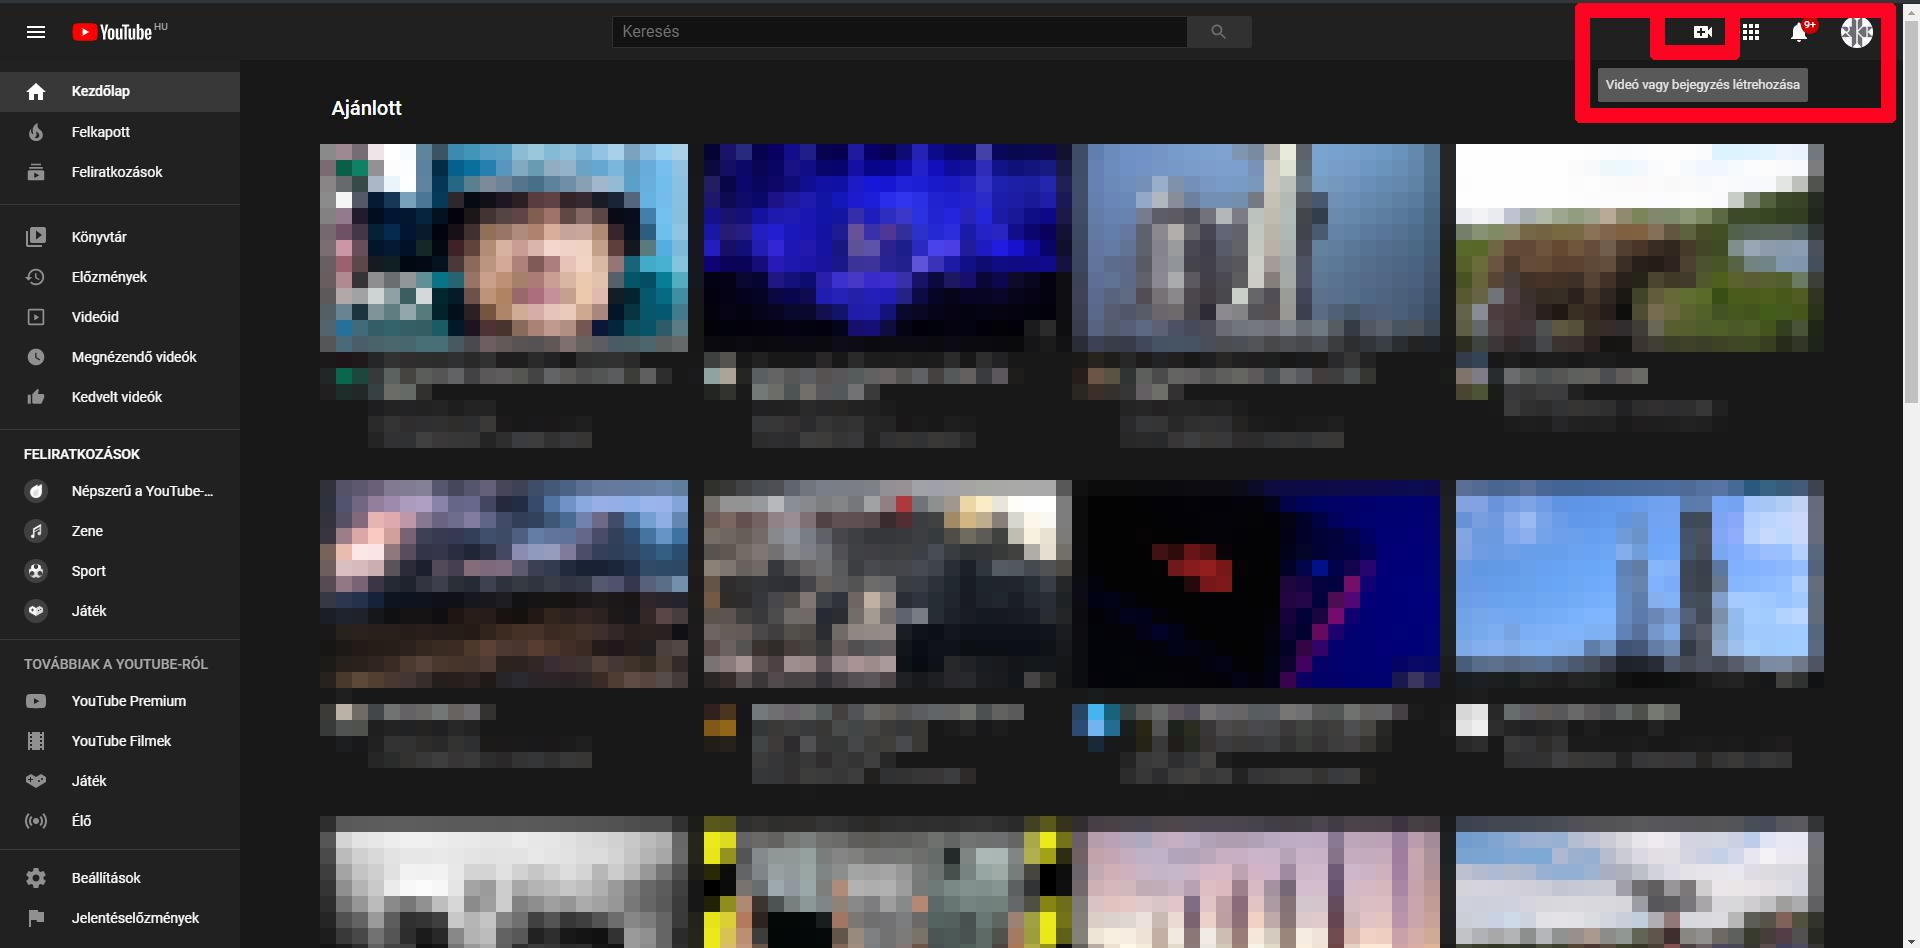 YouTube HU
Keresés
9+
Videó vagy bejegyzés létrehozása
Kezdőlap
Felkapott
Feliratkozások
Könyvtár
Előzmények
Videóid
Megnézendő videók
Kedvelt videók
FELIRATKOZÁSOK
Népszerű a YouTube-...
Zene
Sport
Játék
TOVÁBBIAK A YOUTUBE-RÓL
YouTube Premium
YouTube Filmek
Játék
Élő
Beállítások
Jelentéselőzmények
Ajánlott